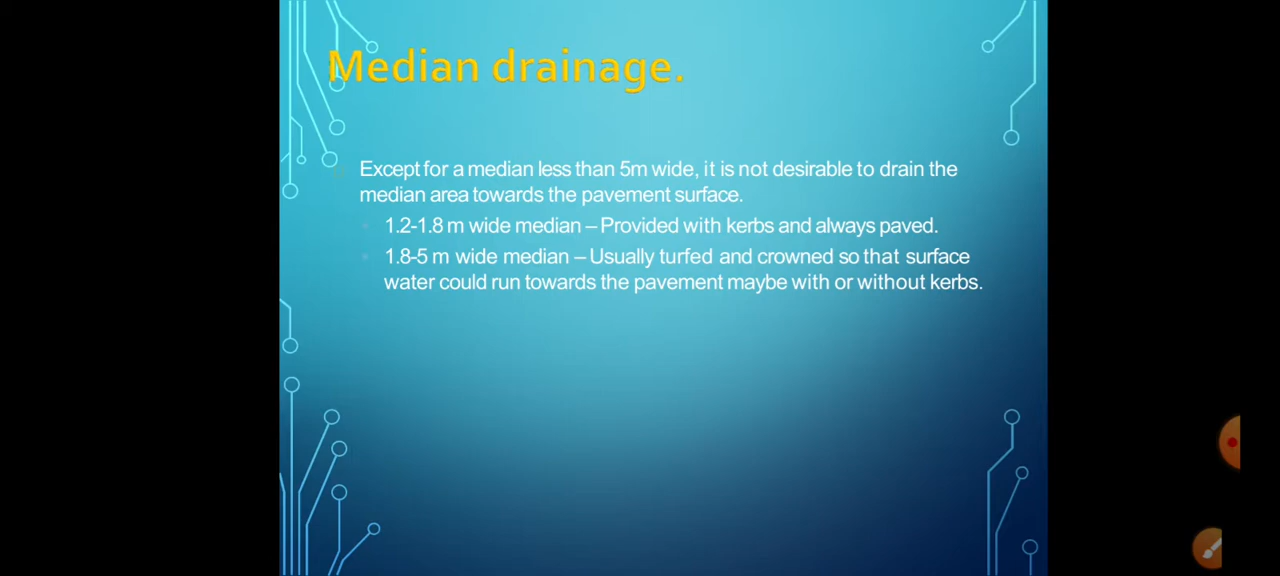 Median drainage.
Except for a median less than 5m wide, it is not desirable to drain the
median area towards the pavement surface.
1.2-1.8 m wide median – Provided with kerbs and always paved.
1.8-5 m wide median – Usually turfed and crowned so that surface
water could run towards the pavement maybe with or without kerbs.